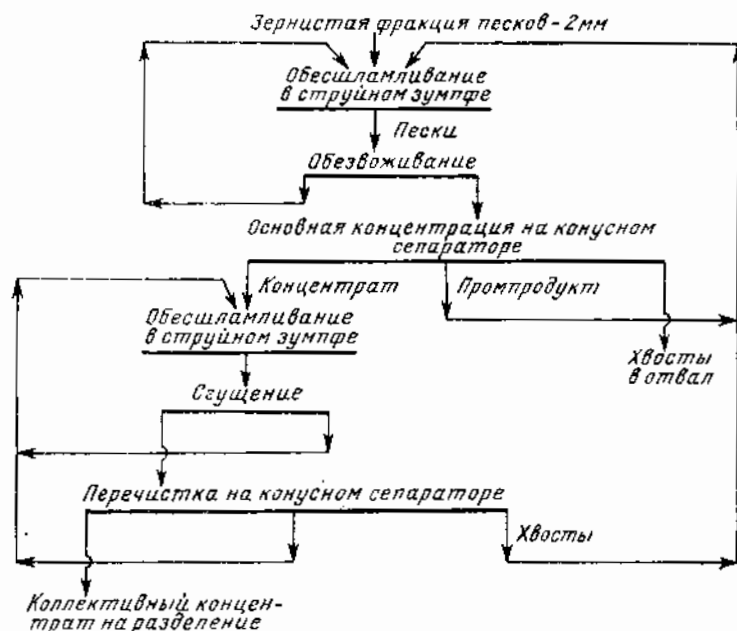 Зернистая фракция песков-2мм
Обесшламливание
в струйном зумпфе
Пески
Обезвоживание
Основная концентрация на конусном
сепараторе
Концентрат
Промпродукт
Обесшламливание
в струйном зумпфе
Хвосты
в отвал
Сгущение
Перечистка на конусном сепараторе
Хвосты
Коллективный концен-
трат на разделение